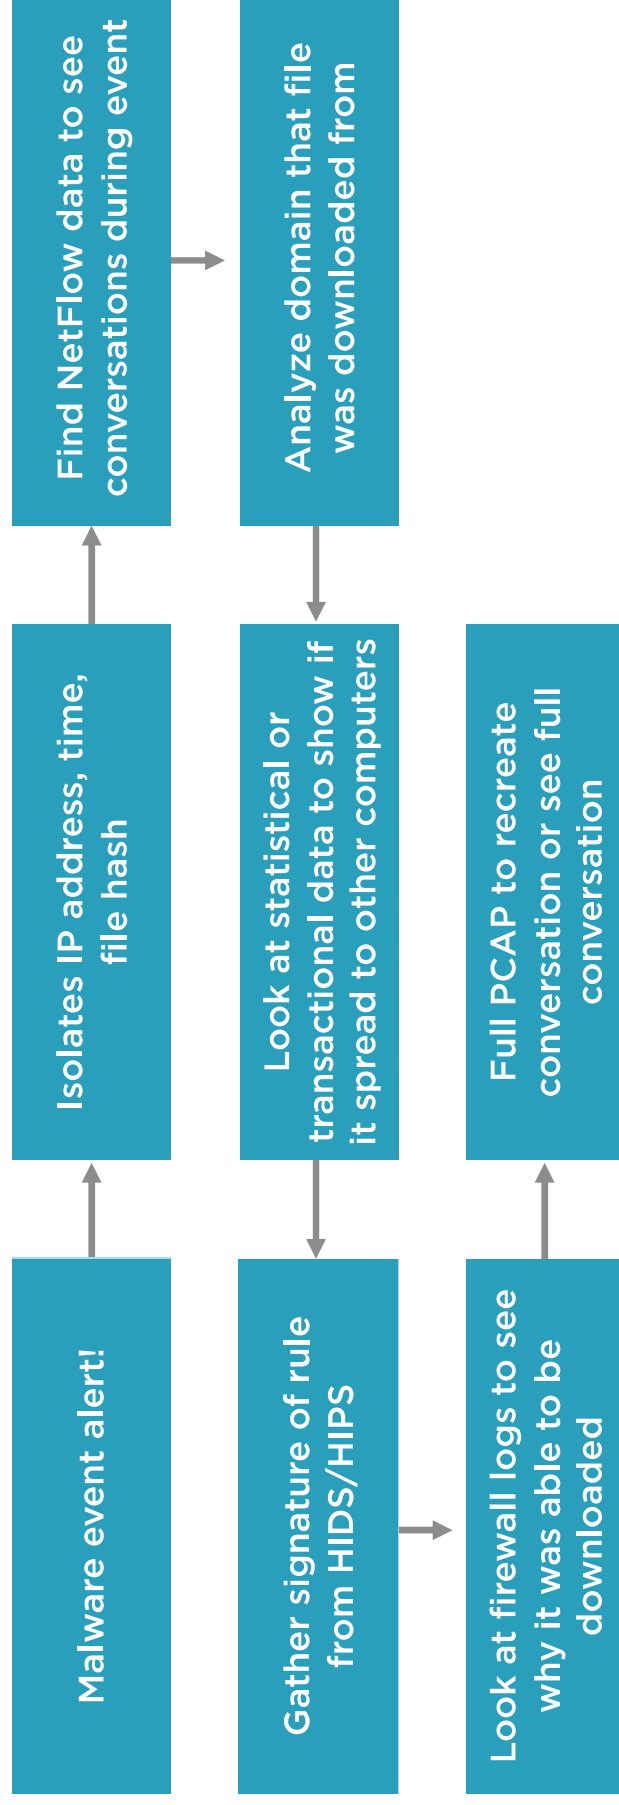 Malware event alert!
Isolates IP address, time,
file hash
Find NetFlow data to see
conversations during event
Analyze domain that file
was downloaded from
Look at statistical or
transactional data to show if
it spread to other computers
Gather signature of rule
from HIDS/HIPS
Look at firewall logs to see
why it was able to be
downloaded
Full PCAP to recreate
conversation or see full
conversation